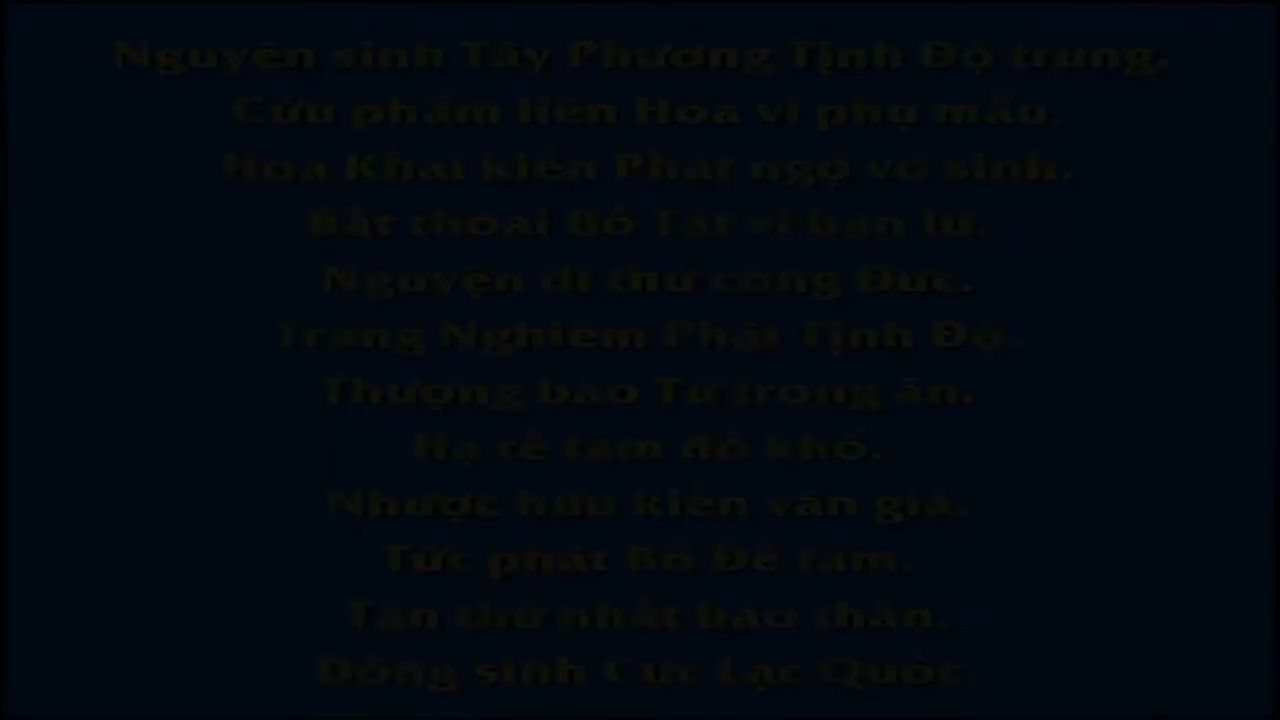 Nguyện sinh Tây Phương Tịnh Độ trung.
Cửu phẩm liên Hoa vi phụ mẫu.
Hoa Khai kiến Phật ngộ vô sinh.
Bất thoái Bồ Tát vi bạn lữ.
Nguyện dĩ thử công Đức.
Trang Nghiêm Phật Tịnh Độ.
Thượng báo Tứ trọng ân.
Hạ tế tam đồ khổ.
Nhược hữu kiến văn giả.
Tức phát Bồ Đề tâm.
Tận thử nhất báo thân.
Đồng sinh Cực Lạc Quốc.